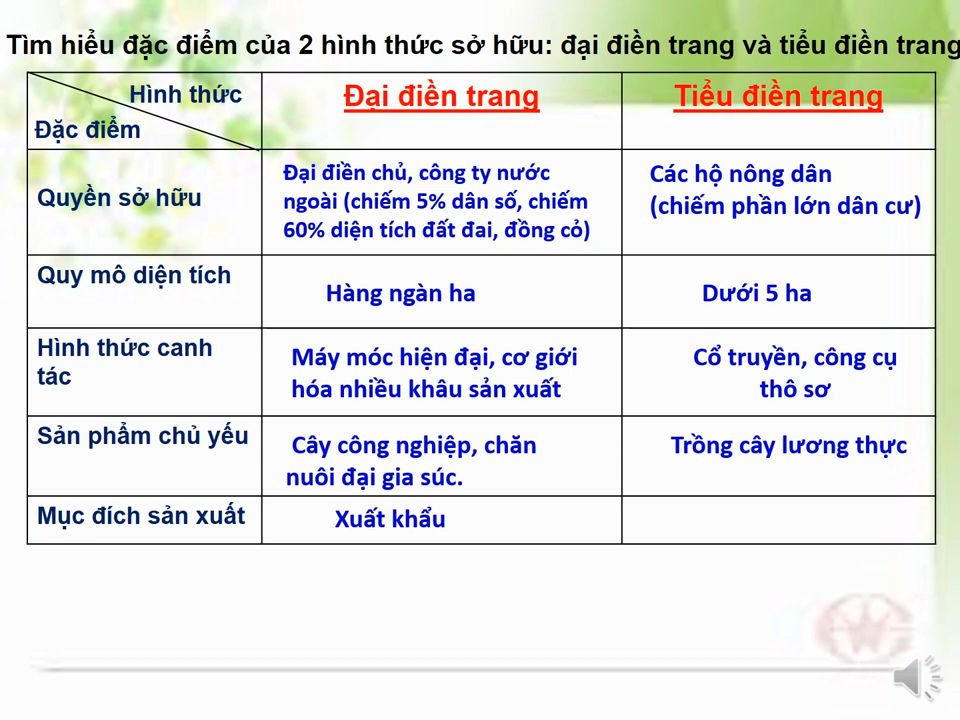 Tìm hiểu đặc điểm của 2 hình thức sở hữu: đại điền trang và tiểu điền trang
Hình thức
Đặc điểm
Đại điền trang
Tiểu điền trang
Quyền sở hữu
Đại điền chủ, công ty nước
ngoài (chiếm 5% dân số, chiếm
60% diện tích đất đai, đồng cỏ)
Các hộ nông dân
(chiếm phần lớn dân cư)
Quy mô diện tích
Hàng ngàn ha
Dưới 5 ha
Hình thức canh
tác
Máy móc hiện đại, cơ giới
hóa nhiều khâu sản xuất
Cổ truyền, công cụ
thô sơ
Sản phẩm chủ yếu
Cây công nghiệp, chăn
nuôi đại gia súc.
Trồng cây lương thực
Mục đích sản xuất
Xuất khẩu